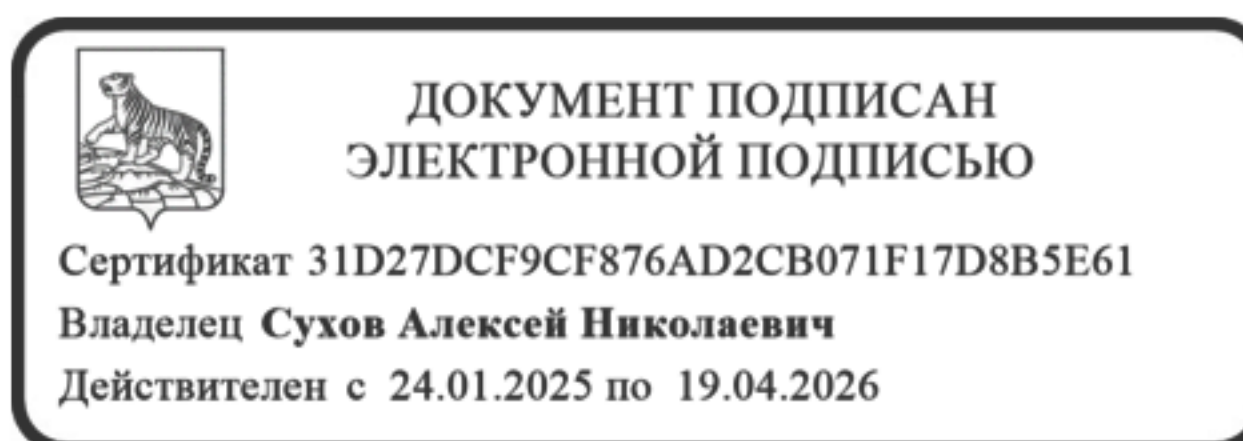 ДОКУМЕНТ ПОДПИСАН
ЭЛЕКТРОННОЙ ПОДПИСЬЮ
Сертификат 31D27DCF9CF876AD2CB071F17D8B5E61
Владелец Сухов Алексей Николаевич
Действителен с 24.01.2025 по 19.04.2026